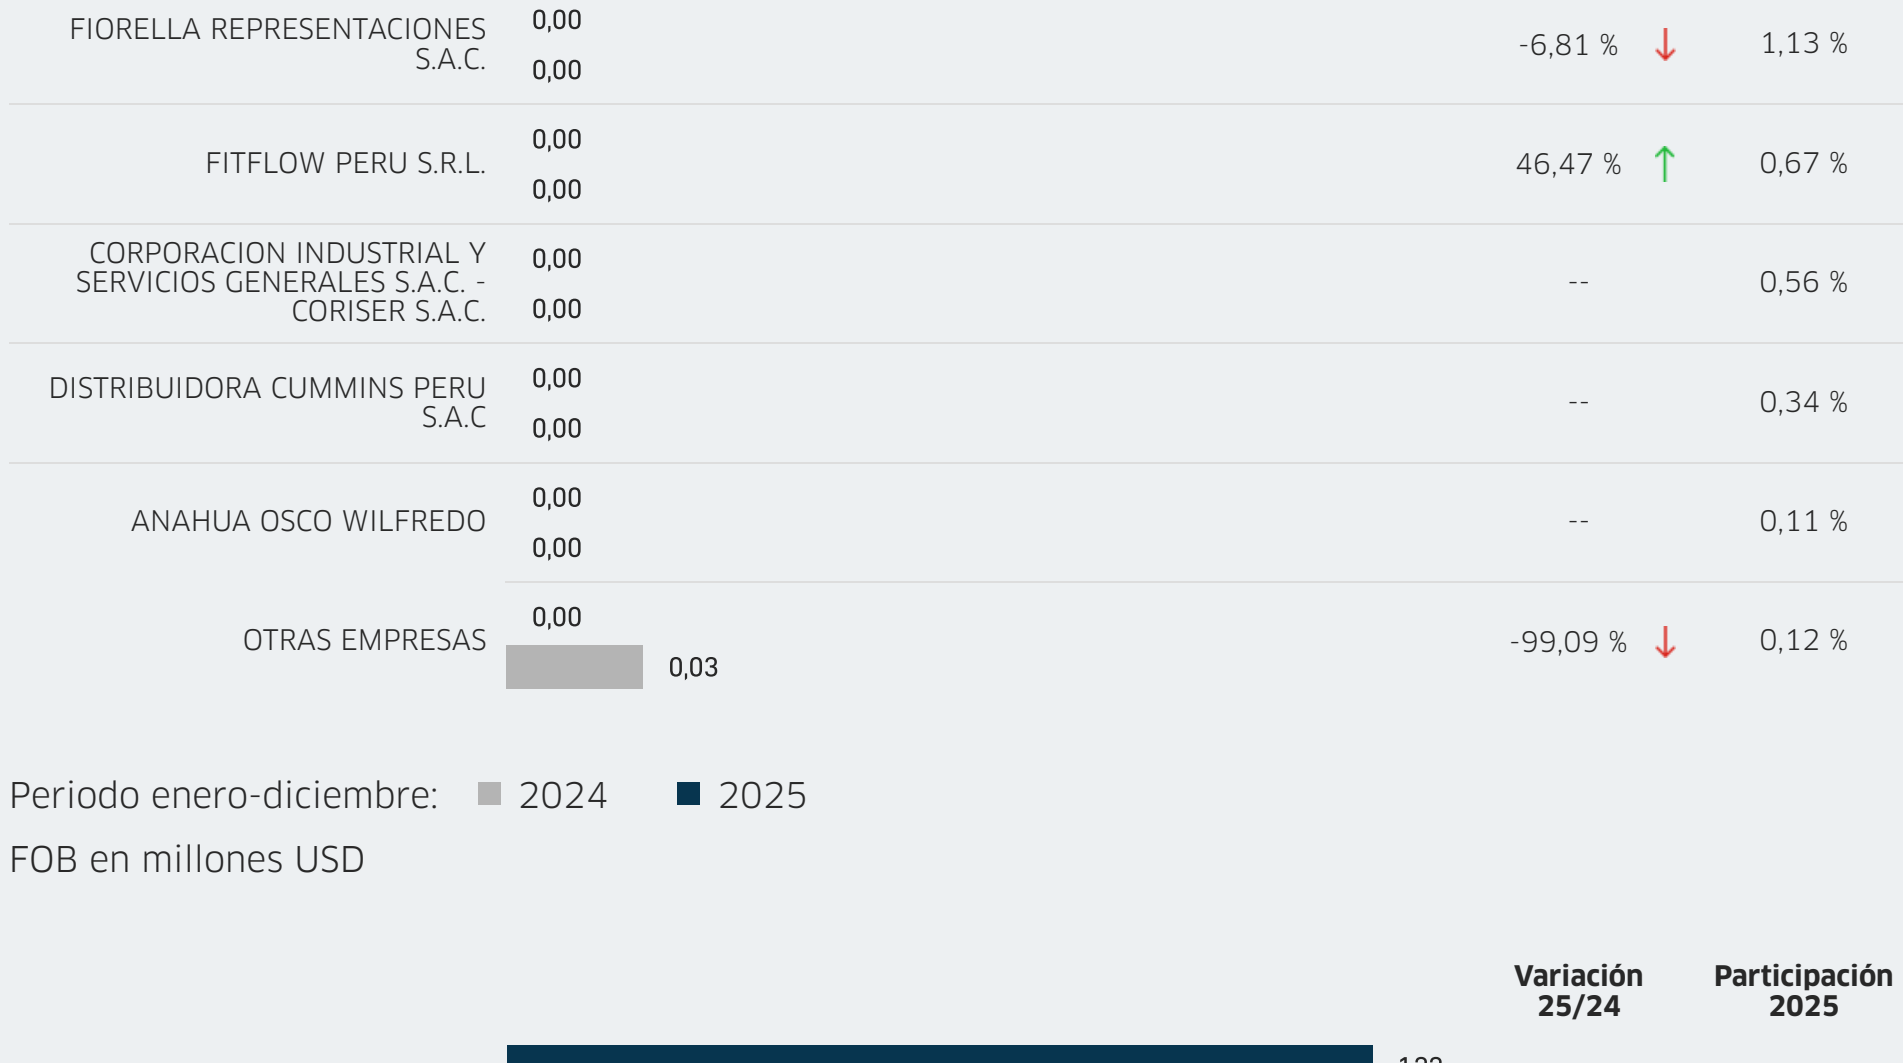 FIORELLA REPRESENTACIONES
S.A.C.
0,00
0,00
-6,81 %
1,13 %
FITFLOW PERU S.R.L.
0,00
0,00
46,47 %
0,67 %
CORPORACION INDUSTRIAL Y
SERVICIOS GENERALES S.A.C. -
CORISER S.A.C.
0,00
0,00
--
0,56 %
DISTRIBUIDORA CUMMINS PERU
S.A.C
0,00
0,00
--
0,34 %
ANAHUA OSCO WILFREDO
0,00
0,00
--
0,11 %
OTRAS EMPRESAS
0,00
0,03
-99,09 %
0,12 %
Periodo enero-diciembre: 2024 2025
FOB en millones USD
Variación
25/24
Participación
2025